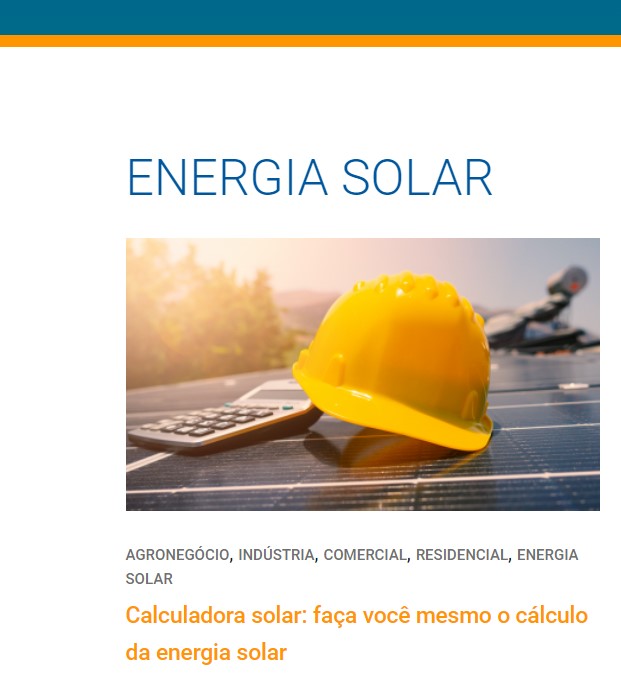 ENERGIA SOLAR
AGRONEGÓCIO, INDÚSTRIA, COMERCIAL, RESIDENCIAL, ENERGIA
SOLAR
Calculadora solar: faça você mesmo o cálculo
da energia solar